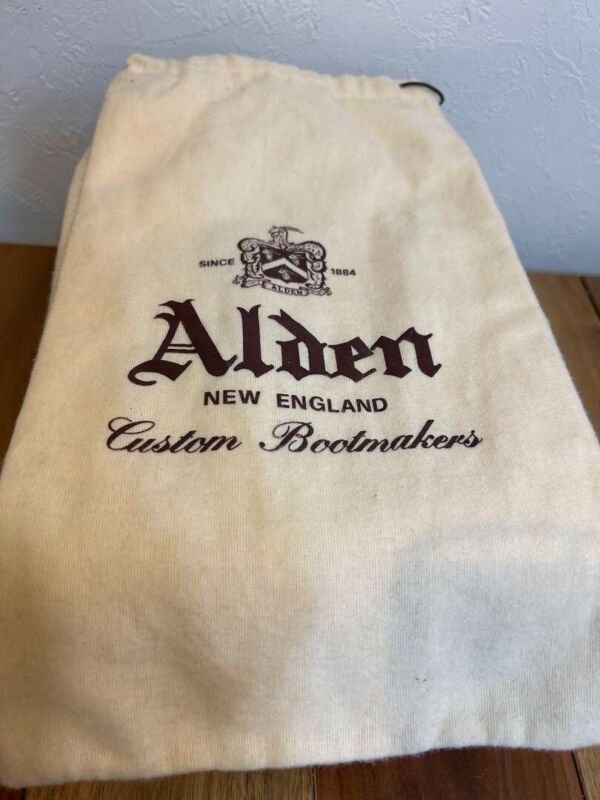 SINCE 1884
ALDEN
Alden
NEW ENGLAND
Custom Bootmakers